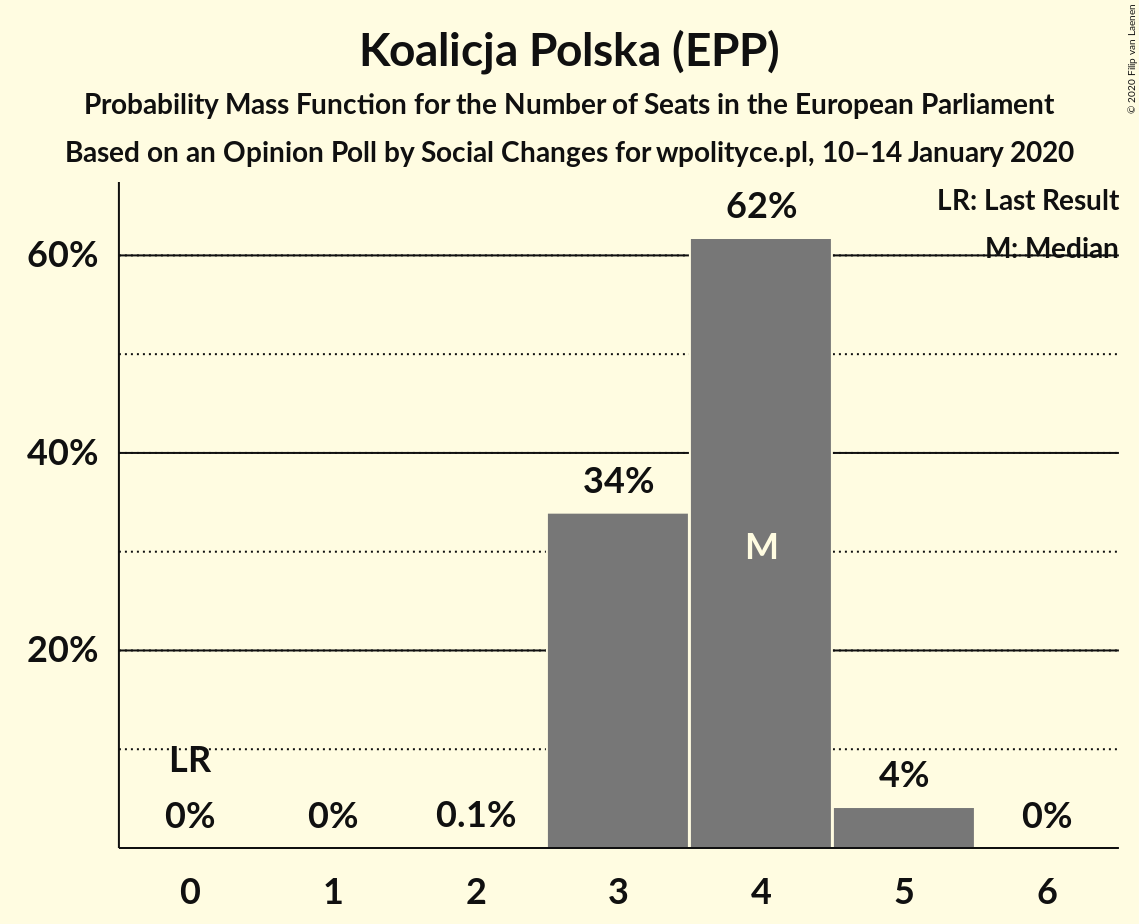 Koalicja Polska (EPP)
Probability Mass Function for the Number of Seats in the European Parliament
Based on an Opinion Poll by Social Changes for wpolityce.pl, 10–14 January 2020
© 2020 Filip van Laenen
LR: Last Result
M: Median
60%
40%
20%
62%
34%
M
LR
4%
0%
0%
0.1%
0%
0
1
2
3
4
5
6